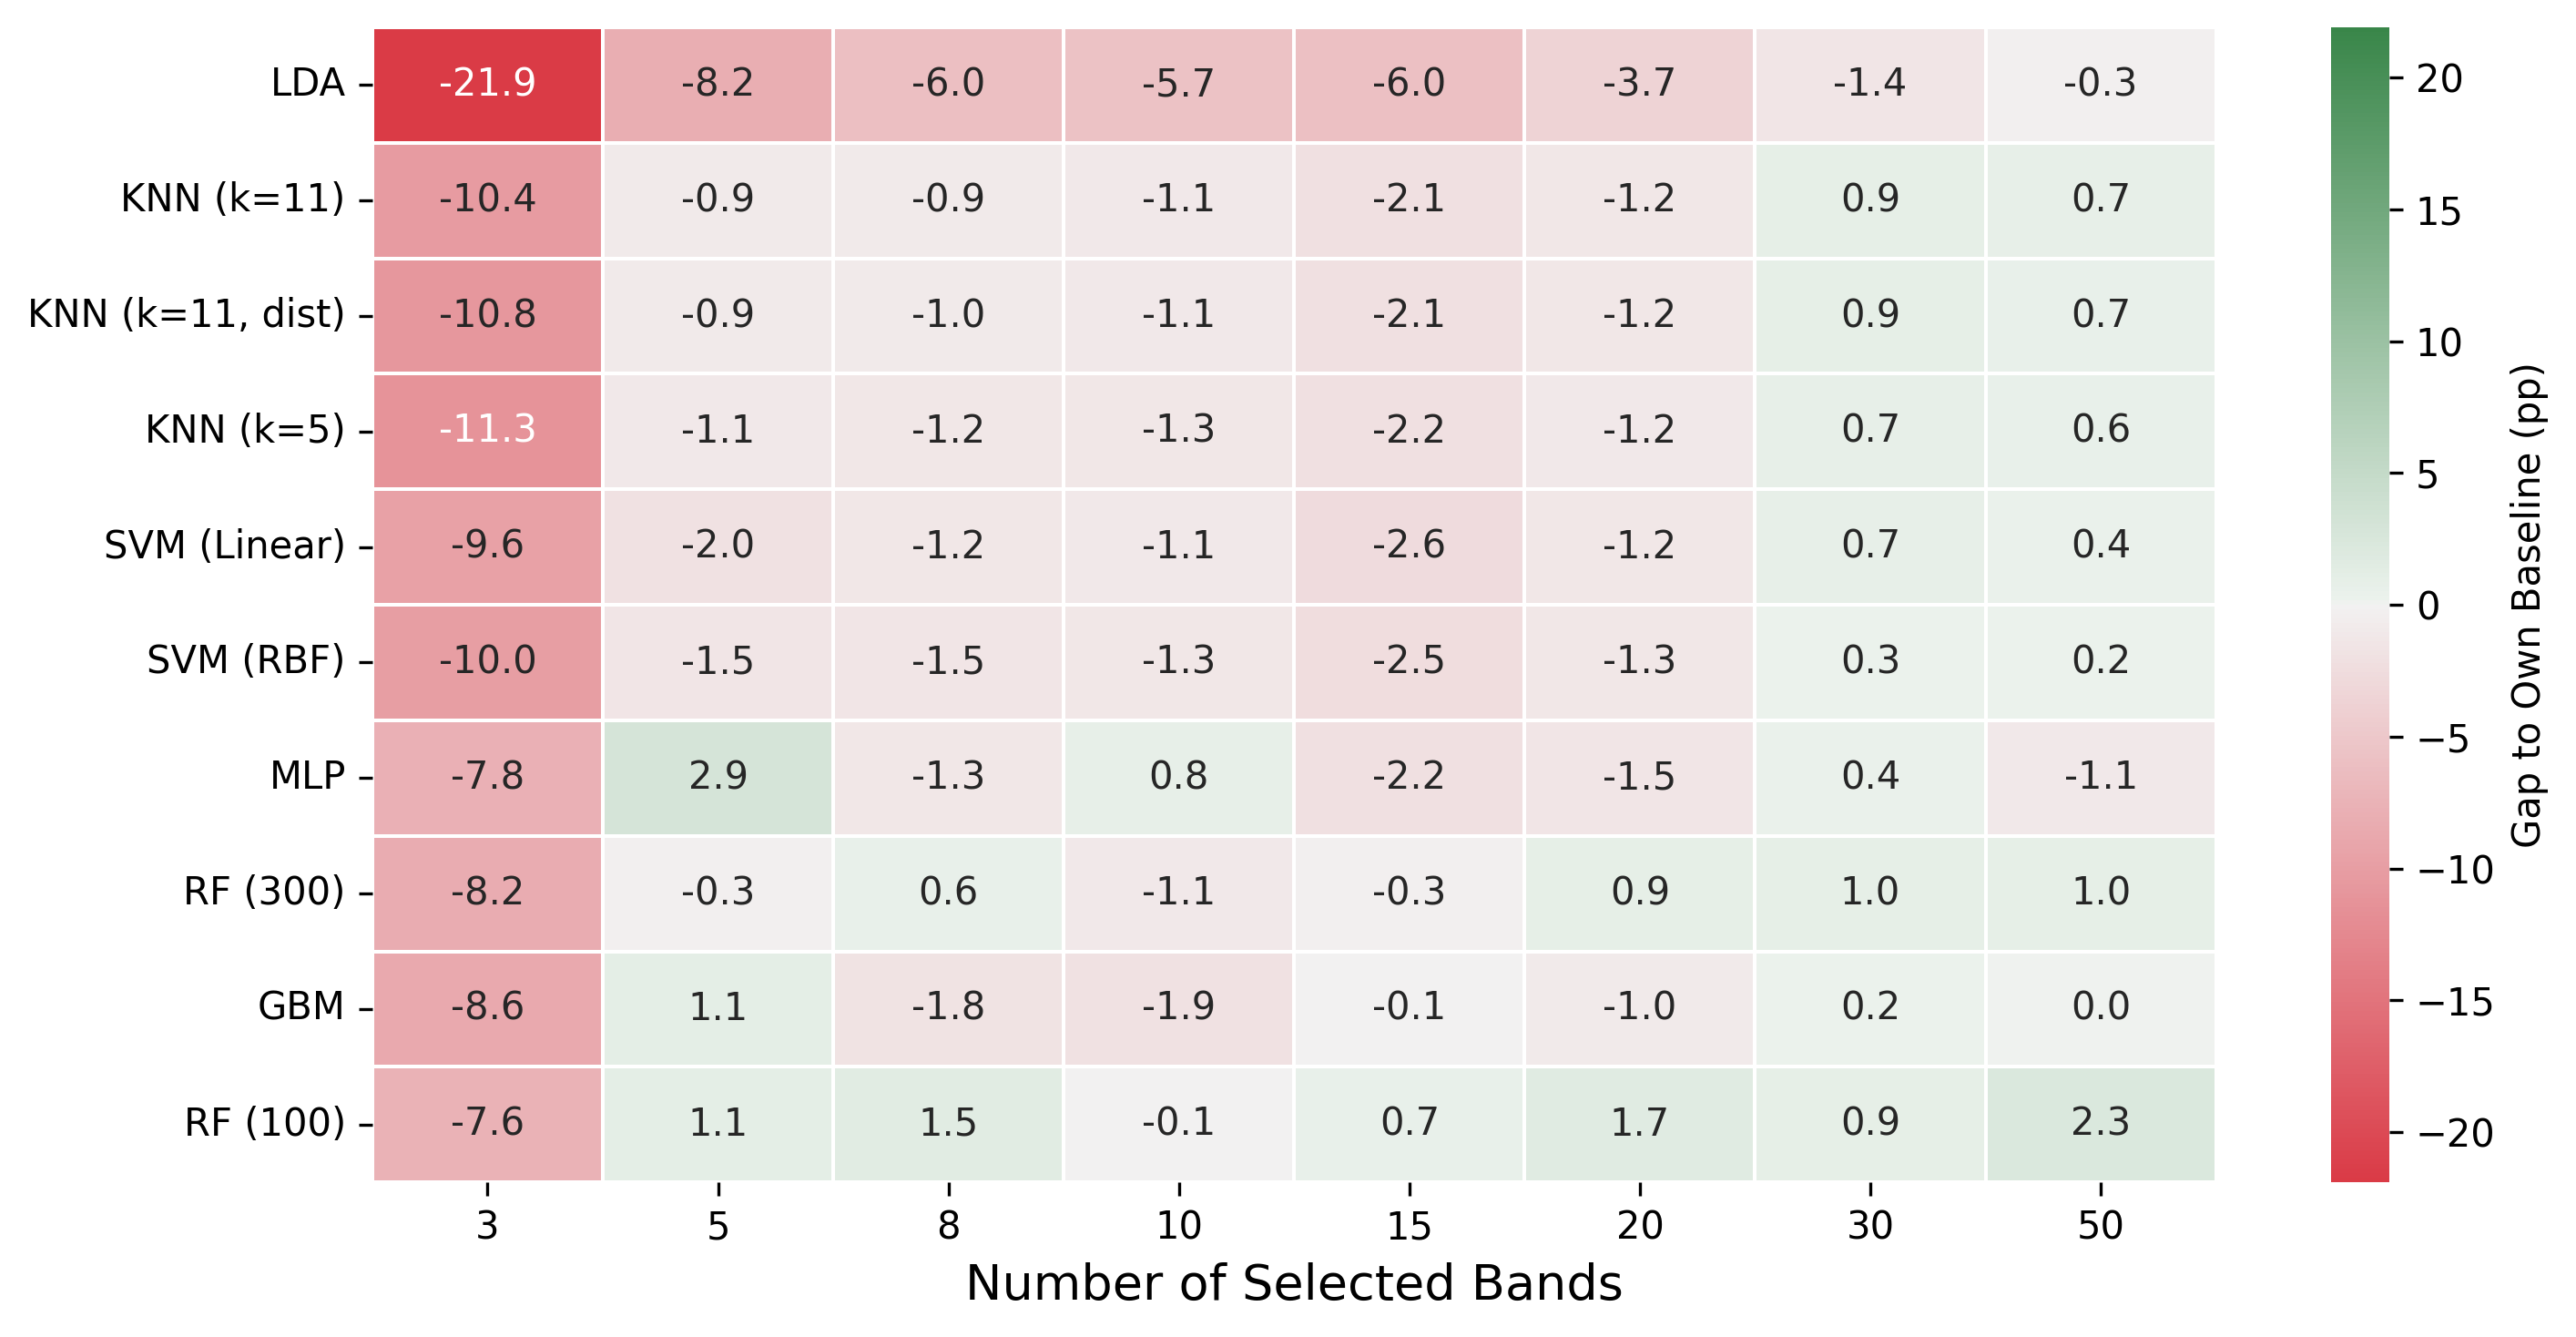 LDA -21.9 -8.2 -6.0 -5.7 -6.0 -3.7 -1.4 -0.3
KNN (k=11) -10.4 -0.9 -0.9 -1.1 -2.1 -1.2 0.9 0.7
KNN (k=11, dist) -10.8 -0.9 -1.0 -1.1 -2.1 -1.2 0.9 0.7
KNN (k=5) -11.3 -1.1 -1.2 -1.3 -2.2 -1.2 0.7 0.6
SVM (Linear) -9.6 -2.0 -1.2 -1.1 -2.6 -1.2 0.7 0.4
SVM (RBF) -10.0 -1.5 -1.5 -1.3 -2.5 -1.3 0.3 0.2
MLP -7.8 2.9 -1.3 0.8 -2.2 -1.5 0.4 -1.1
RF (300) -8.2 -0.3 0.6 -1.1 -0.3 0.9 1.0 1.0
GBM -8.6 1.1 -1.8 -1.9 -0.1 -1.0 0.2 0.0
RF (100) -7.6 1.1 1.5 -0.1 0.7 1.7 0.9 2.3
3 5 8 10 15 20 30 50
Number of Selected Bands
20
15
10
5
0
−5
−10
−15
−20
Gap to Own Baseline (pp)